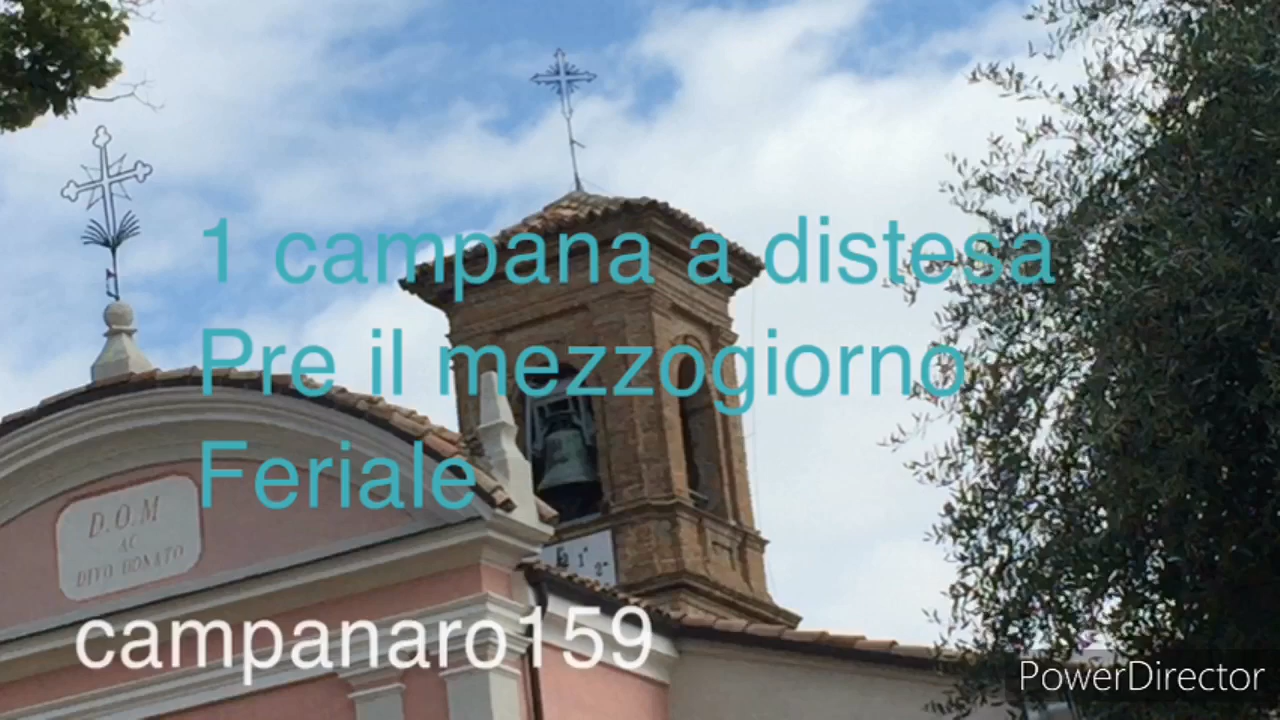 1 campana a distesa
Pre il mezzogiorno
Feriale
D.O.M
AC
DIVO DONATO
campanaro159
PowerDirector